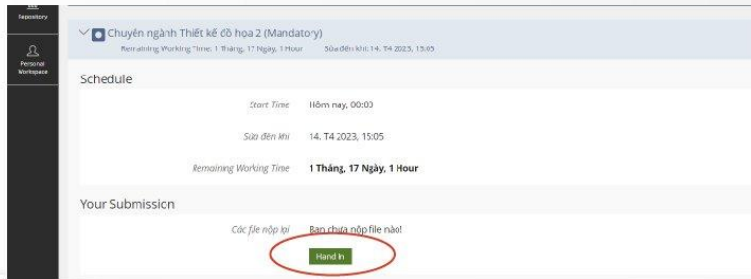 Repository
Personal
Workspace
Chuyên ngành Thiết kế đồ họa 2 (Mandatory)
Remaining Working Time: 1 Tháng, 17 Ngày, 1 Hour Sửa đến khi: 14. T4 2023, 15:05
Schedule
Start Time Hôm nay, 00:00
Sửa đến khi 14. T4 2023, 15:05
Remaining Working Time 1 Tháng, 17 Ngày, 1 Hour
Your Submission
Các file nộp lại Bạn chưa nộp file nào!
Hand In